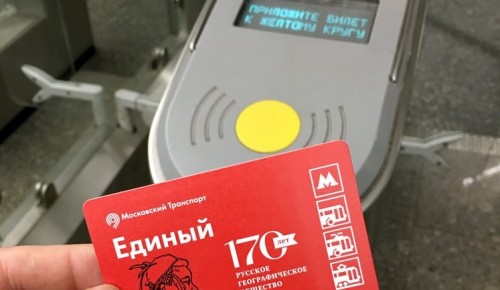 ПРИЛОЖИТЕ БИЛЕТ
К ЖЕЛТОМУ КРУГУ
Московский Транспорт
Единый
170 лет
РУССКОЕ
ГЕОГРАФИЧЕСКОЕ
ОБЩЕСТВО
М